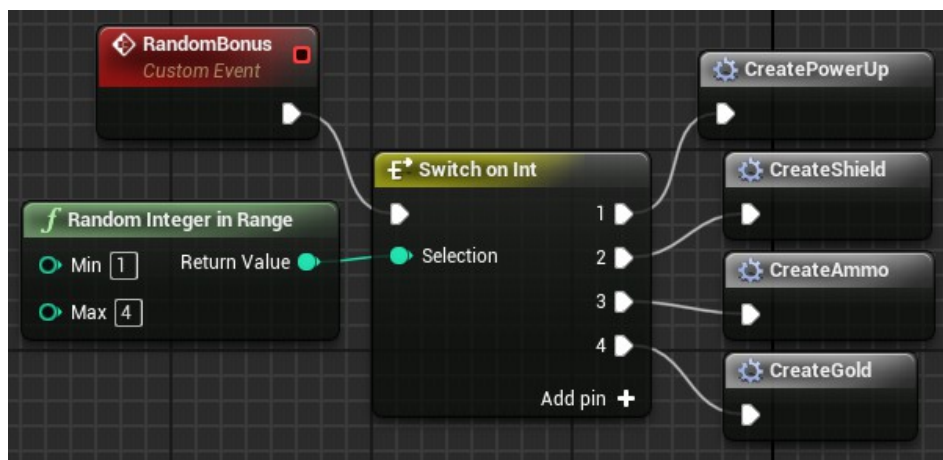 RandomBonus
Custom Event
CreatePowerUp
Switch on Int
CreateShield
1
f Random Integer in Range
Min 1 Return Value
Selection
2
CreateAmmo
Max 4
3
4
CreateGold
Add pin +